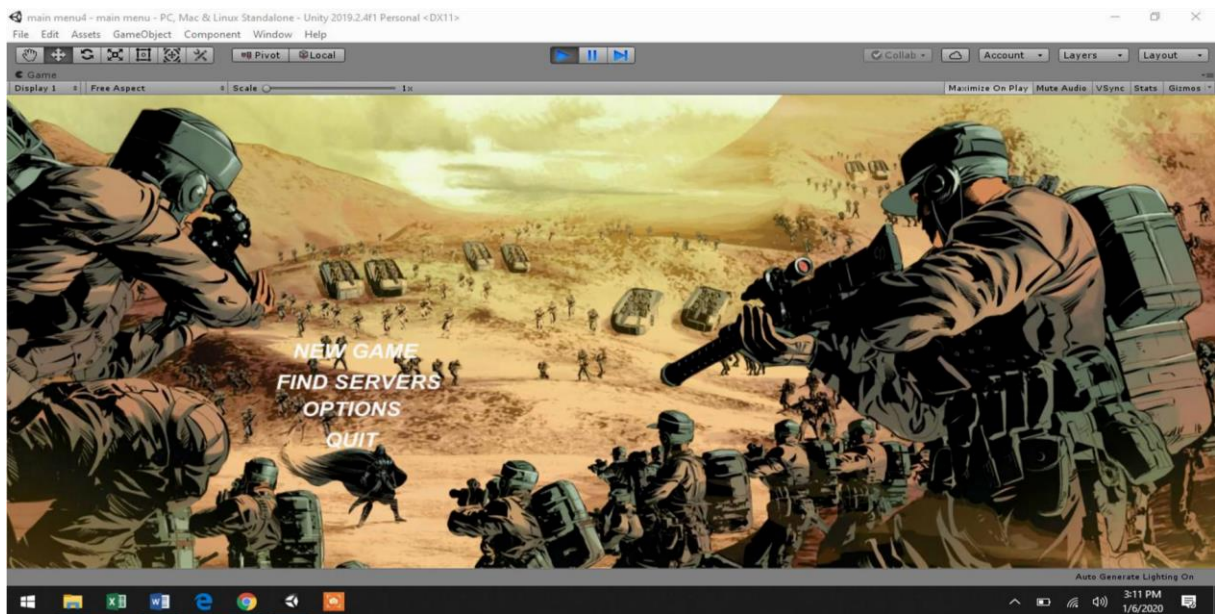 main menu4 - main menu - PC, Mac & Linux Standalone - Unity 2019.2.4f1 Personal <DX11>
File Edit Assets GameObject Component Window Help
Pivot Local Collab Account Layers Layout
Game
Display 1 Free Aspect Scale 1x Maximize On Play Mute Audio VSync Stats Gizmos
NEW GAME
FIND SERVERS
OPTIONS
QUIT
Auto Generate Lighting On
3:11 PM
1/6/2020